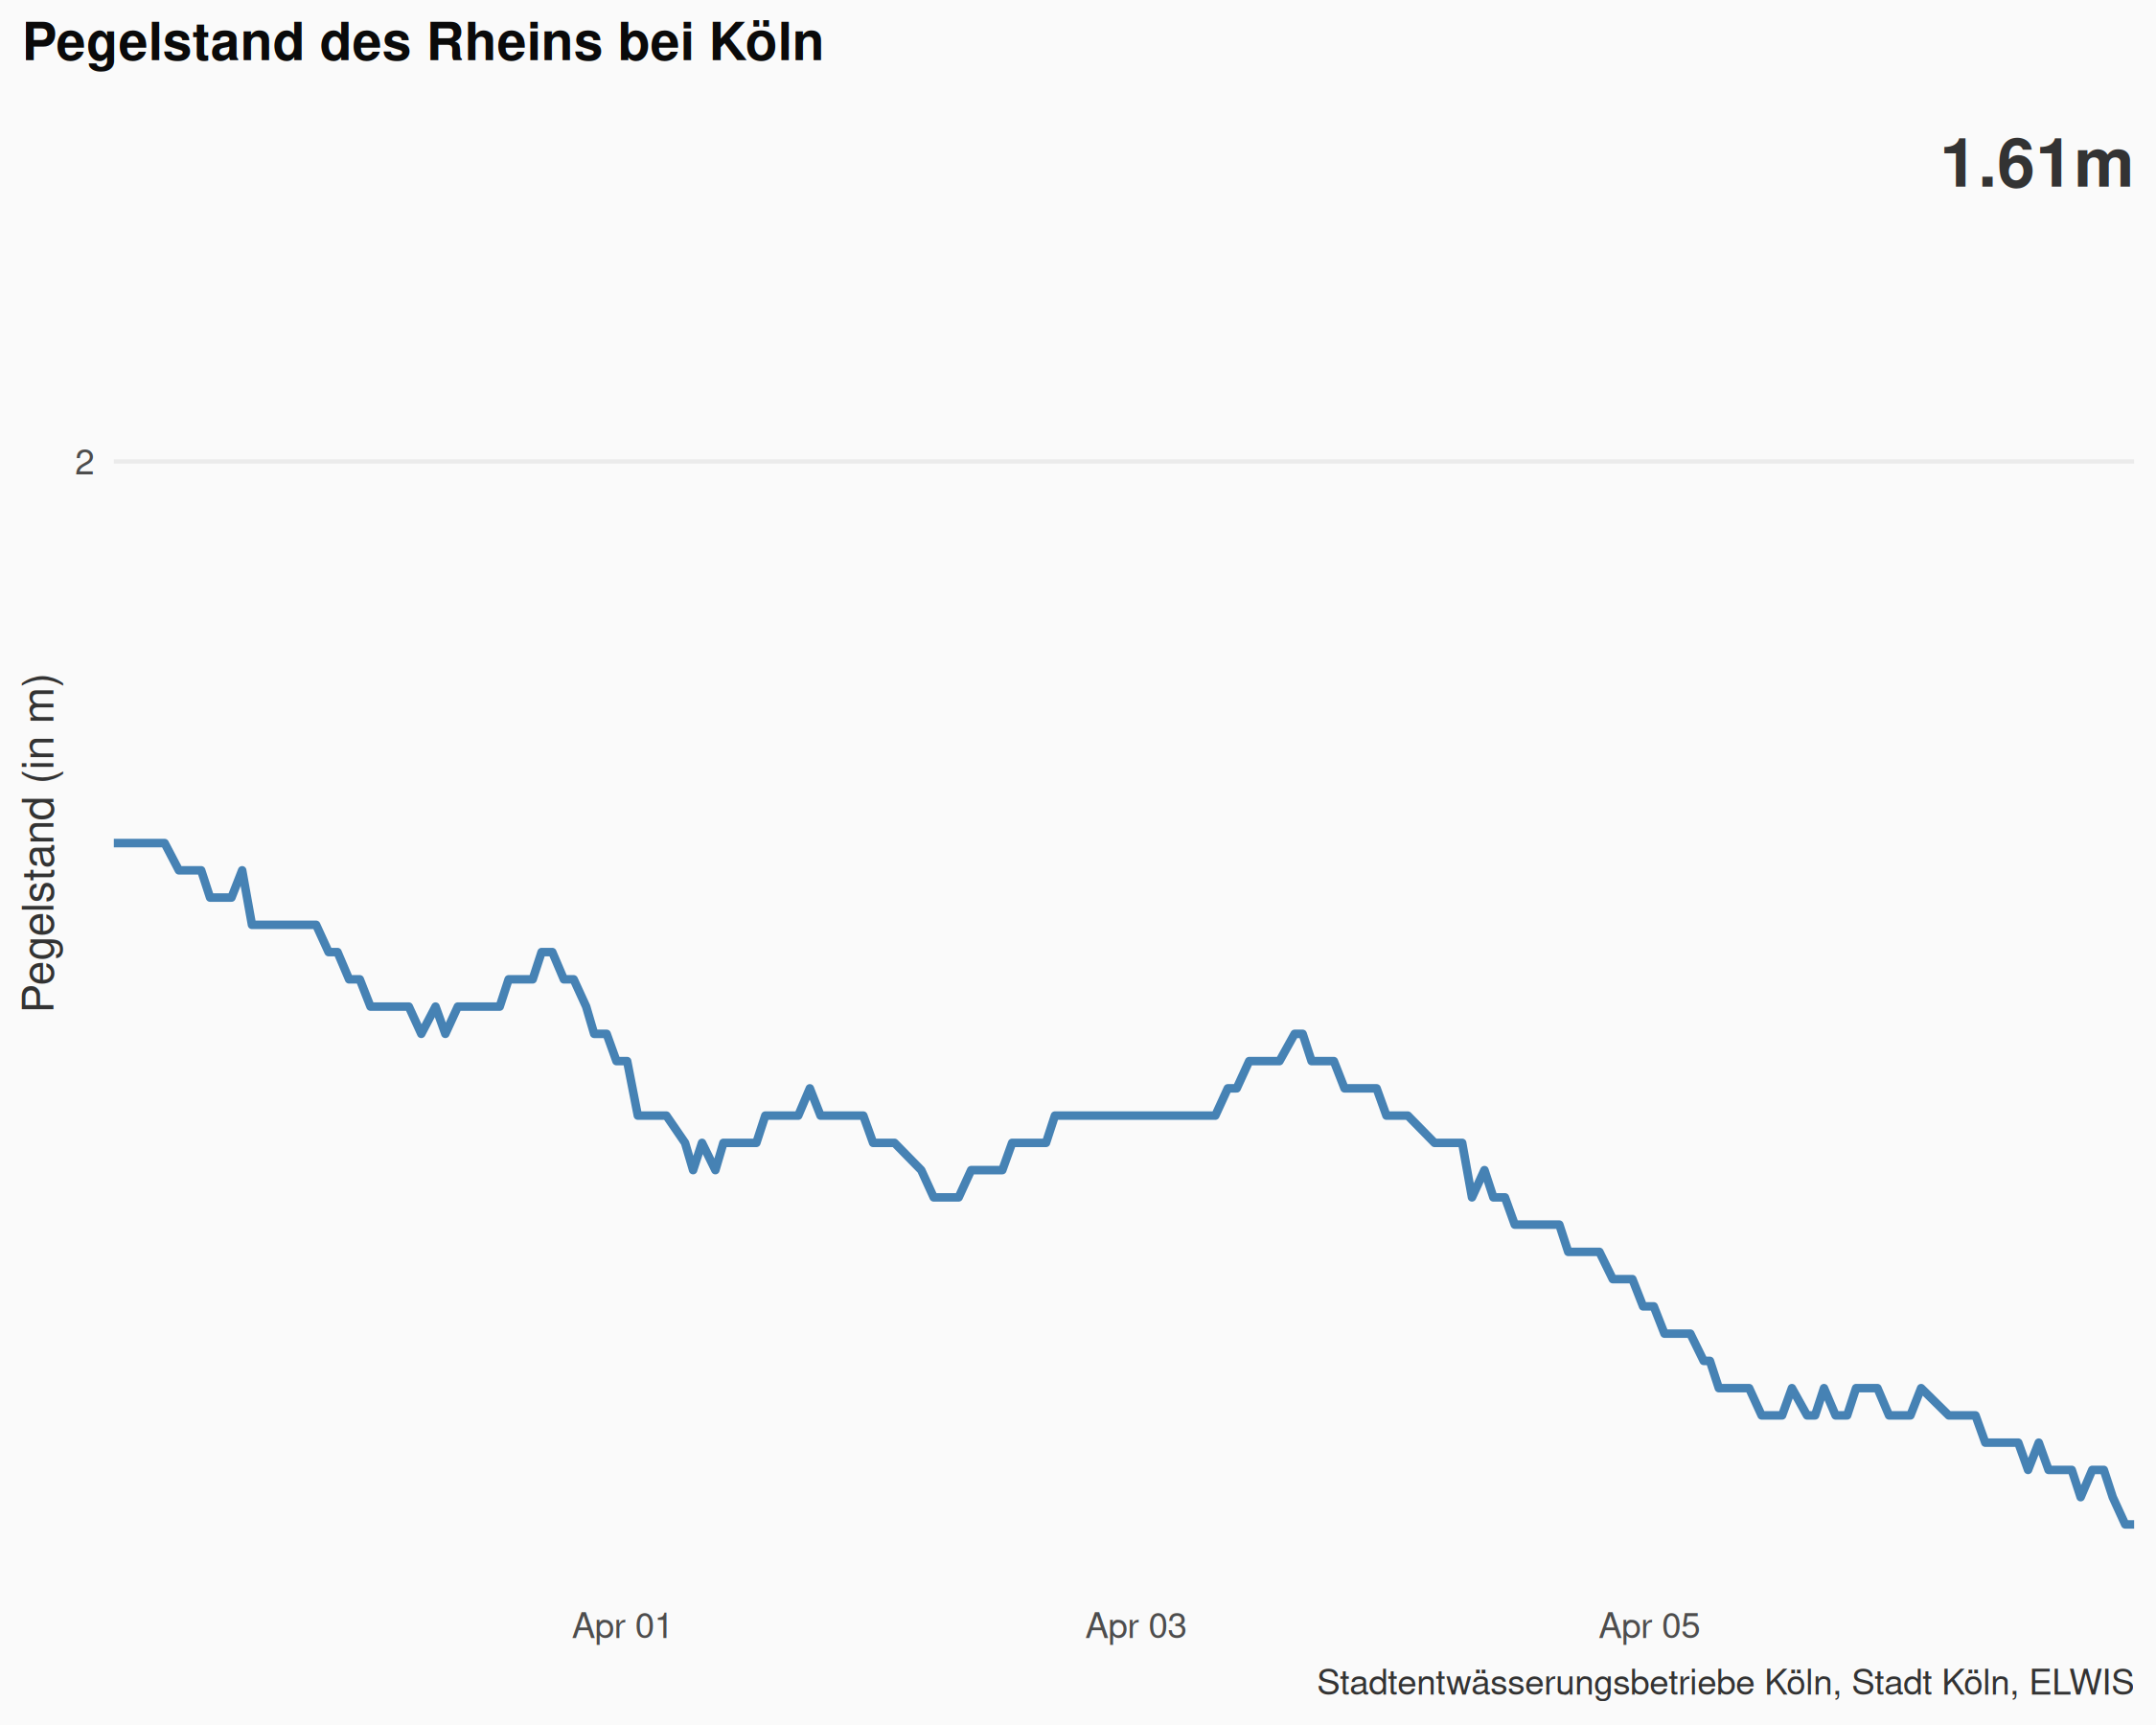 Pegelstand des Rheins bei Köln
1.61m
2
Pegelstand (in m)
Apr 01
Apr 03
Apr 05
Stadtentwässerungsbetriebe Köln, Stadt Köln, ELWIS